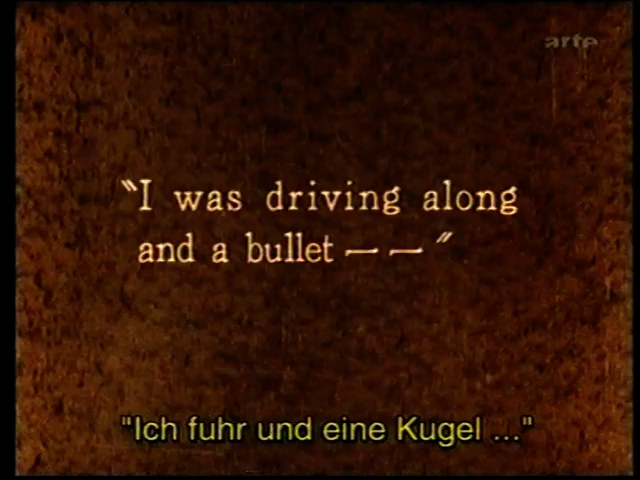 arte
"I was driving along
and a bullet — — "
"Ich fuhr und eine Kugel ..."